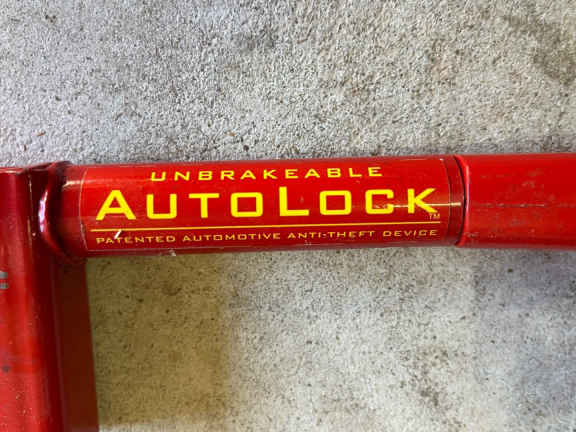 UNBRAKEABLE
AUTOLOCK™
PATENTED AUTOMOTIVE ANTI-THEFT DEVICE